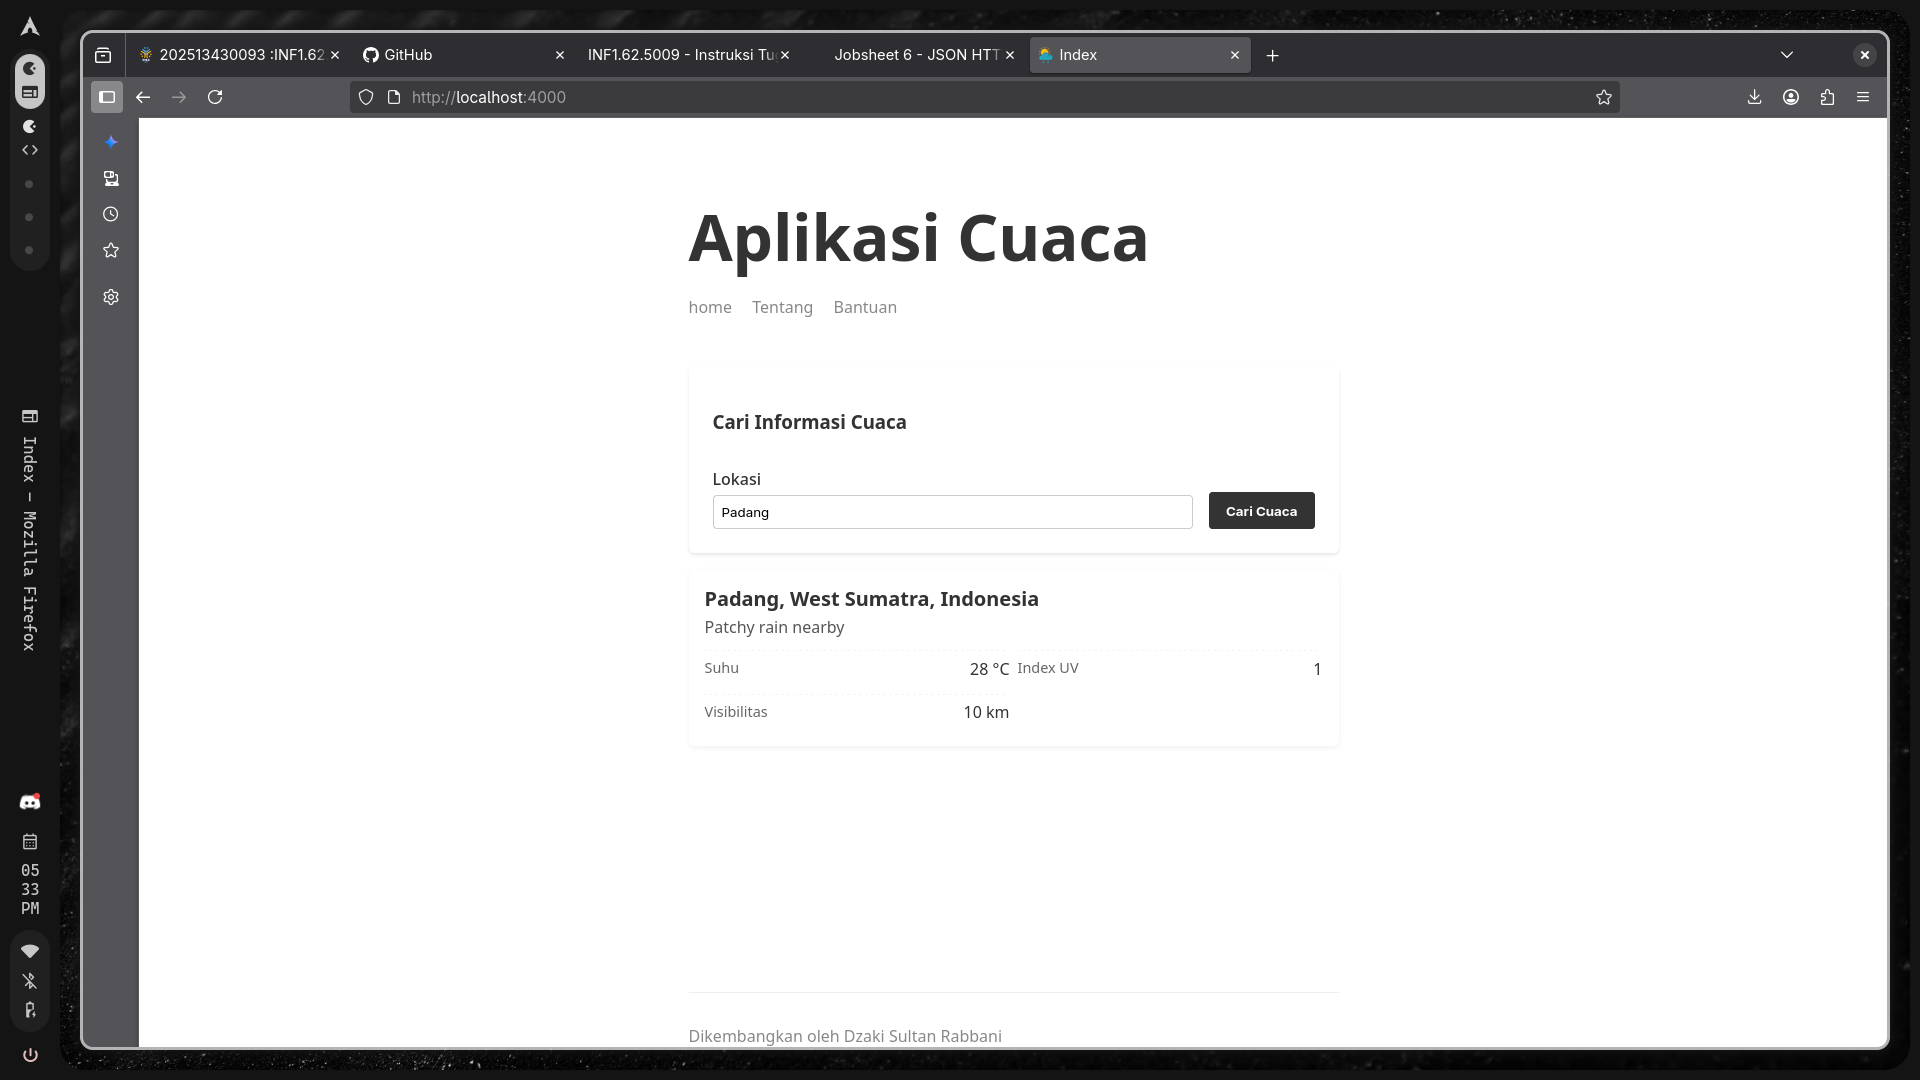 202513430093 :INF1.62
GitHub
INF1.62.5009 - Instruksi Tu
Jobsheet 6 - JSON HTT
Index
http://localhost:4000
Aplikasi Cuaca
home Tentang Bantuan
Cari Informasi Cuaca
Lokasi
Padang
Cari Cuaca
Padang, West Sumatra, Indonesia
Patchy rain nearby
Suhu 28 °C Index UV 1
Visibilitas 10 km
Dikembangkan oleh Dzaki Sultan Rabbani
Index — Mozilla Firefox
05
33
PM